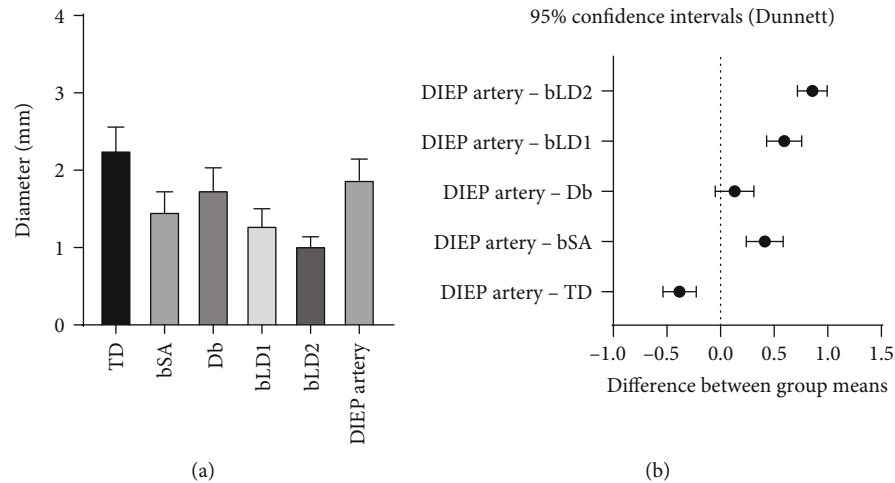 4
3
2
1
0
Diameter (mm)
TD
bSA
Db
bLD1
bLD2
DIEP artery
(a)
95% confidence intervals (Dunnett)
DIEP artery – bLD2
DIEP artery – bLD1
DIEP artery – Db
DIEP artery – bSA
DIEP artery – TD
–1.0 –0.5 0.0 0.5 1.0 1.5
Difference between group means
(b)